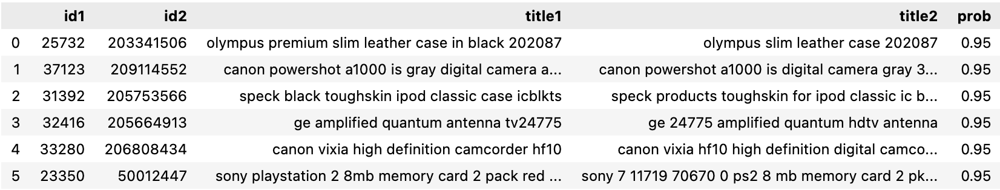 id1 id2 title1 title2 prob
0 25732 203341506 olympus premium slim leather case in black 202087 olympus slim leather case 202087 0.95
1 37123 209114552 canon powershot a1000 is gray digital camera a... canon powershot a1000 is digital camera gray 3... 0.95
2 31392 205753566 speck black toughskin ipod classic case icblkts speck products toughskin for ipod classic ic b... 0.95
3 32416 205664913 ge amplified quantum antenna tv24775 ge 24775 amplified quantum hdtv antenna 0.95
4 33280 206808434 canon vixia high definition camcorder hf10 canon vixia hf10 high definition digital camco... 0.95
5 23350 50012447 sony playstation 2 8mb memory card 2 pack red ... sony 7 11719 70670 0 ps2 8 mb memory card 2 pk... 0.95